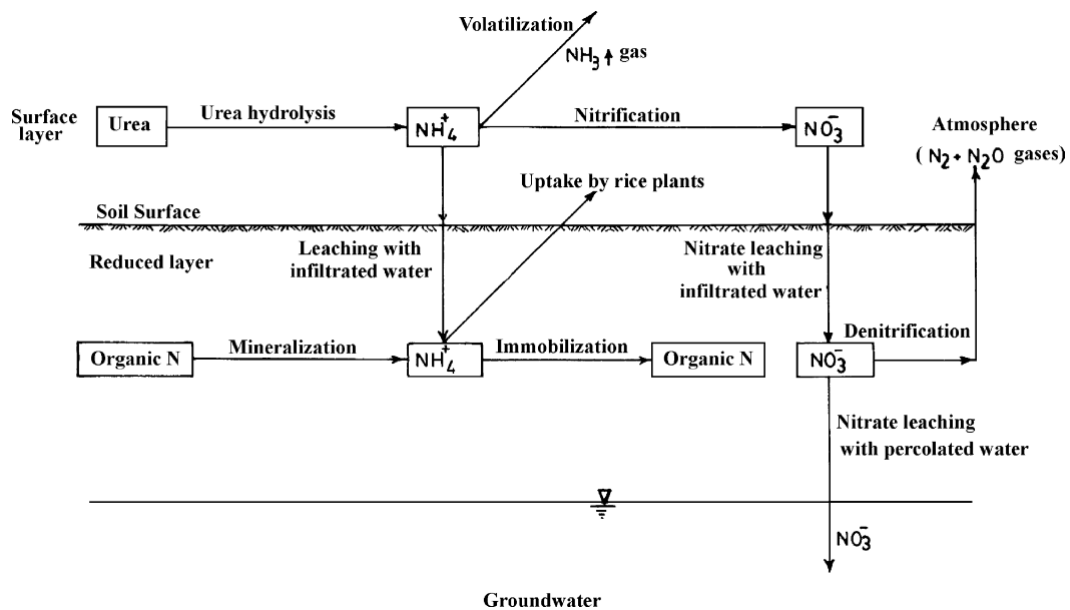 Volatilization
NH₃↑ gas
Surface
layer
Urea
Urea hydrolysis
NH₄⁺
Nitrification
NO₃⁻
Atmosphere
( N₂ + N₂O gases)
Uptake by rice plants
Soil Surface
Reduced layer
Leaching with
infiltrated water
Nitrate leaching
with
infiltrated water
Denitrification
Organic N
Mineralization
NH₄⁺
Immobilization
Organic N
NO₃⁻
Nitrate leaching
with percolated water
NO₃⁻
Groundwater